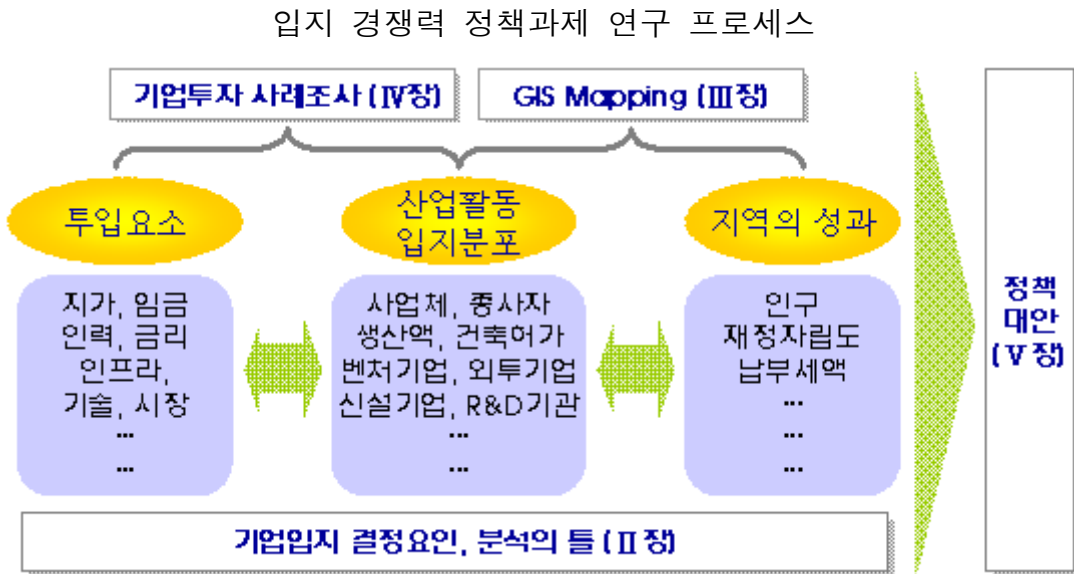 입지 경쟁력 정책과제 연구 프로세스
기업투자 사례조사 (Ⅳ장)
GIS Mapping (Ⅲ장)
투입요소
산업활동
입지분포
지역의 성과
지가, 임금
인력, 금리
인프라,
기술, 시장
...
...
사업체, 종사자
생산액, 건축허가
벤처기업, 외투기업
신설기업, R&D기관
...
...
인구
재정자립도
납부세액
...
...
...
정책
대안
(Ⅴ장)
기업입지 결정요인, 분석의 틀 (Ⅱ장)